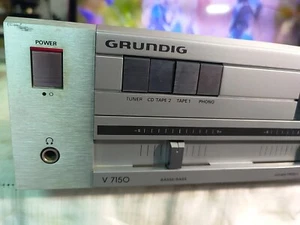 POWER
GRUNDIG
TUNER CD TAPE 2 TAPE 1 PHONO
V 7150